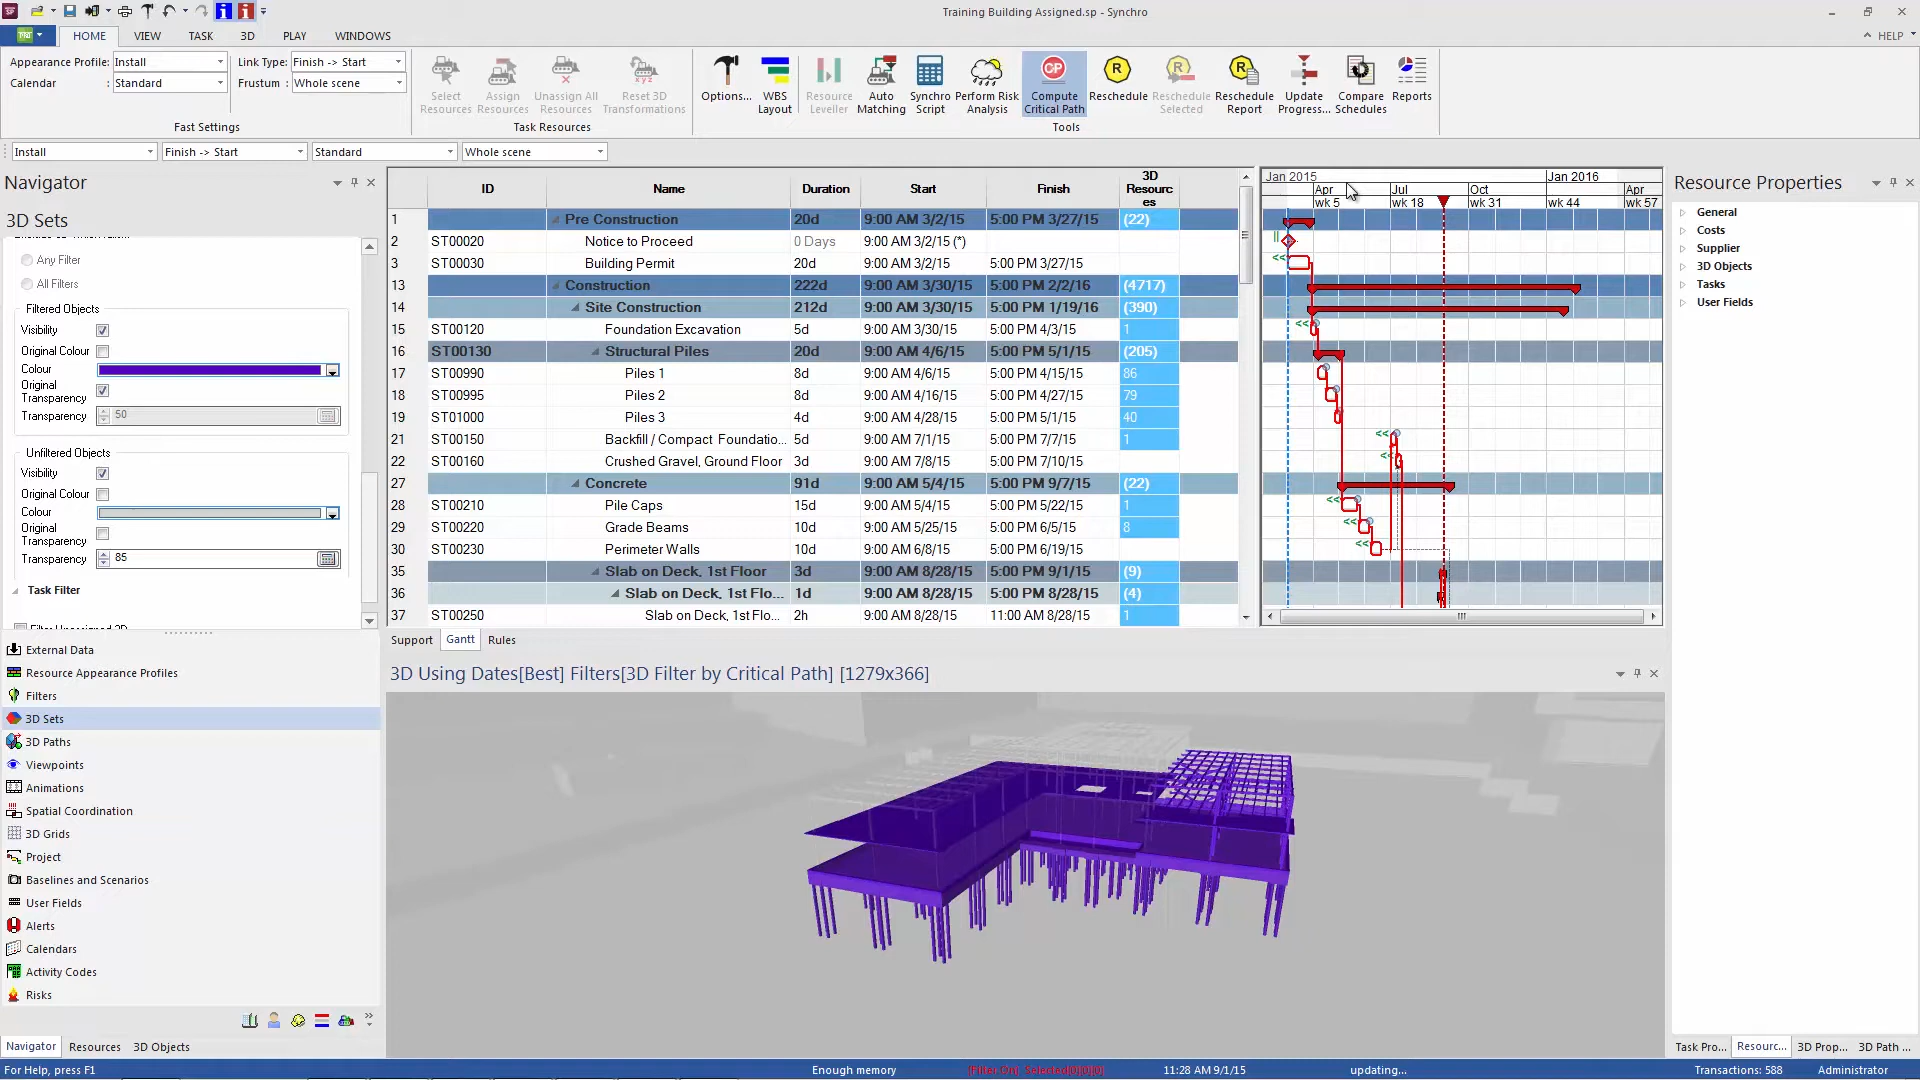 Training Building Assigned.sp - Synchro
HOME VIEW TASK 3D PLAY WINDOWS HELP
Appearance Profile: Install
Link Type: Finish -> Start
Calendar : Standard
Frustum : Whole scene
Fast Settings
Select Resources
Assign Resources
Unassign All Resources
Reset 3D Transformations
Task Resources
Options...
WBS Layout
Resource Leveller
Auto Matching
Synchro Script
Perform Risk Analysis
Compute Critical Path
Reschedule
Reschedule Selected
Reschedule Report
Update Progress...
Compare Schedules
Reports
Tools
Install Finish -> Start Standard Whole scene
Navigator
3D Sets
Any Filter
All Filters
Filtered Objects
Visibility
Original Colour
Colour
Original Transparency
Transparency 50
Unfiltered Objects
Visibility
Original Colour
Colour
Original Transparency
Transparency 85
Task Filter
External Data
Resource Appearance Profiles
Filters
3D Sets
3D Paths
Viewpoints
Animations
Spatial Coordination
3D Grids
Project
Baselines and Scenarios
User Fields
Alerts
Calendars
Activity Codes
Risks
Navigator Resources 3D Objects
ID Name Duration Start Finish 3D Resourc es
1 Pre Construction 20d 9:00 AM 3/2/15 5:00 PM 3/27/15 (22)
2 ST00020 Notice to Proceed 0 Days 9:00 AM 3/2/15 (*)
3 ST00030 Building Permit 20d 9:00 AM 3/2/15 5:00 PM 3/27/15
13 Construction 222d 9:00 AM 3/30/15 5:00 PM 2/2/16 (4717)
14 Site Construction 212d 9:00 AM 3/30/15 5:00 PM 1/19/16 (390)
15 ST00120 Foundation Excavation 5d 9:00 AM 3/30/15 5:00 PM 4/3/15 1
16 ST00130 Structural Piles 20d 9:00 AM 4/6/15 5:00 PM 5/1/15 (205)
17 ST00990 Piles 1 8d 9:00 AM 4/6/15 5:00 PM 4/15/15 86
18 ST00995 Piles 2 8d 9:00 AM 4/16/15 5:00 PM 4/27/15 79
19 ST01000 Piles 3 4d 9:00 AM 4/28/15 5:00 PM 5/1/15 40
21 ST00150 Backfill / Compact Foundatio... 5d 9:00 AM 7/1/15 5:00 PM 7/7/15 1
22 ST00160 Crushed Gravel, Ground Floor 3d 9:00 AM 7/8/15 5:00 PM 7/10/15
27 Concrete 91d 9:00 AM 5/4/15 5:00 PM 9/7/15 (22)
28 ST00210 Pile Caps 15d 9:00 AM 5/4/15 5:00 PM 5/22/15 1
29 ST00220 Grade Beams 10d 9:00 AM 5/25/15 5:00 PM 6/5/15 8
30 ST00230 Perimeter Walls 10d 9:00 AM 6/8/15 5:00 PM 6/19/15
35 Slab on Deck, 1st Floor 3d 9:00 AM 8/28/15 5:00 PM 9/1/15 (9)
36 Slab on Deck, 1st Flo... 1d 9:00 AM 8/28/15 5:00 PM 8/28/15 (4)
37 ST00250 Slab on Deck, 1st Flo... 2h 9:00 AM 8/28/15 11:00 AM 8/28/15 1
Support Gantt Rules
Jan 2015 Jan 2016
Apr Jul Oct Apr
wk 5 wk 18 wk 31 wk 44 wk 57
3D Using Dates[Best] Filters[3D Filter by Critical Path] [1279x366]
Resource Properties
General
Costs
Supplier
3D Objects
Tasks
User Fields
Task Pro... Resourc... 3D Prop... 3D Path ...
For Help, press F1 Enough memory 11:28 AM 9/1/15 updating... Transactions: 588 Administrator